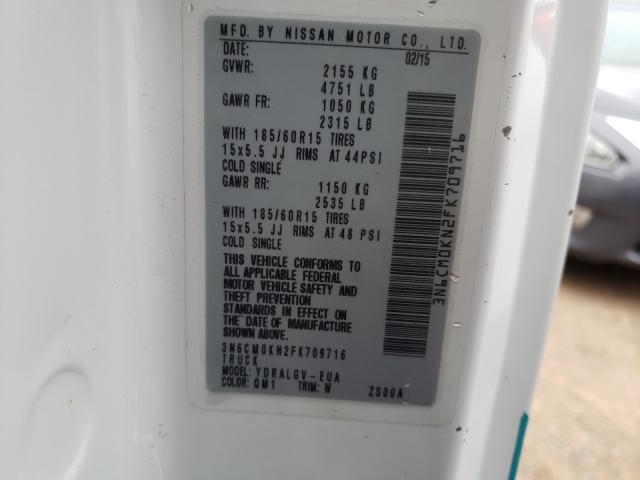 MFD. BY NISSAN MOTOR CO., LTD.
DATE: 02/15
GVWR: 2155 KG
4751 LB
GAWR FR: 1050 KG
2315 LB
WITH 185/60R15 TIRES
15x5.5 JJ RIMS AT 44PSI
COLD SINGLE
GAWR RR: 1150 KG
2535 LB
WITH 185/60R15 TIRES
15x5.5 JJ RIMS AT 48 PSI
COLD SINGLE
THIS VEHICLE CONFORMS TO
ALL APPLICABLE FEDERAL
MOTOR VEHICLE SAFETY AND
THEFT PREVENTION
STANDARDS IN EFFECT ON
THE DATE OF MANUFACTURE
SHOWN ABOVE.
3N6CM0KN2FK709716
TRUCK
MODEL: YDRALGV-EUA
COLOR: QM1 TRIM: W ZS00A
3N6CM0KN2FK709716